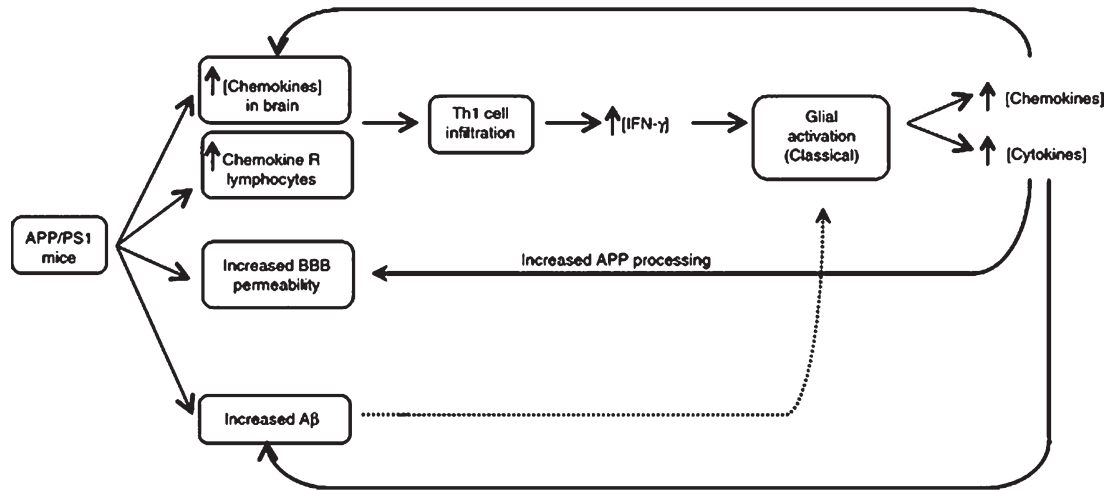 APP/PS1
mice
↑ [Chemokines]
in brain
↑ Chemokine R
lymphocytes
Increased BBB
permeability
Increased Aβ
Th1 cell
infiltration
↑[IFN-γ]
Glial
activation
(Classical)
↑ [Chemokines]
↑ [Cytokines]
Increased APP processing